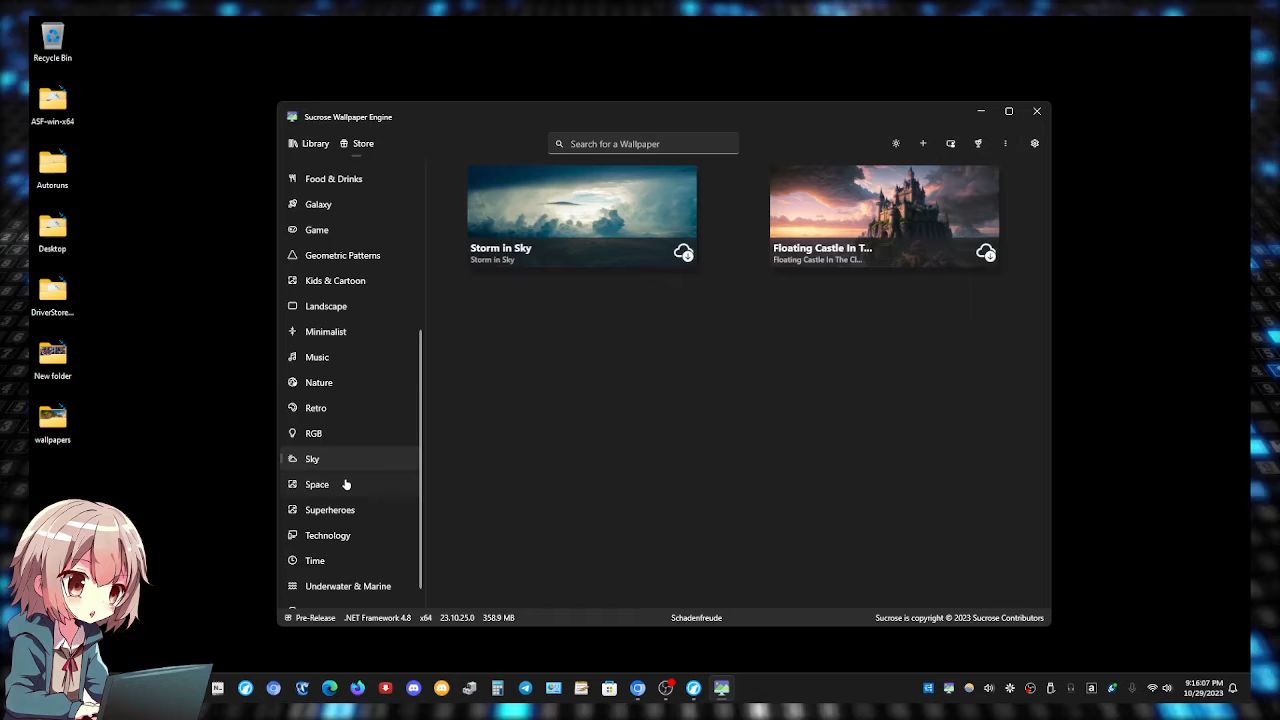 Recycle Bin
ASF-win-x64
Autoruns
Desktop
DriverStore...
New folder
wallpapers
Sucrose Wallpaper Engine
Library
Store
Search for a Wallpaper
Food & Drinks
Galaxy
Game
Geometric Patterns
Kids & Cartoon
Landscape
Minimalist
Music
Nature
Retro
RGB
Sky
Space
Superheroes
Technology
Time
Underwater & Marine
Storm in Sky
Storm in Sky
Floating Castle In T...
Floating Castle In The Cl...
Pre-Release .NET Framework 4.8 x64 23.10.25.0 358.9 MB
Schadenfreude
Sucrose is copyright © 2023 Sucrose Contributors
9:16:07 PM
10/29/2023